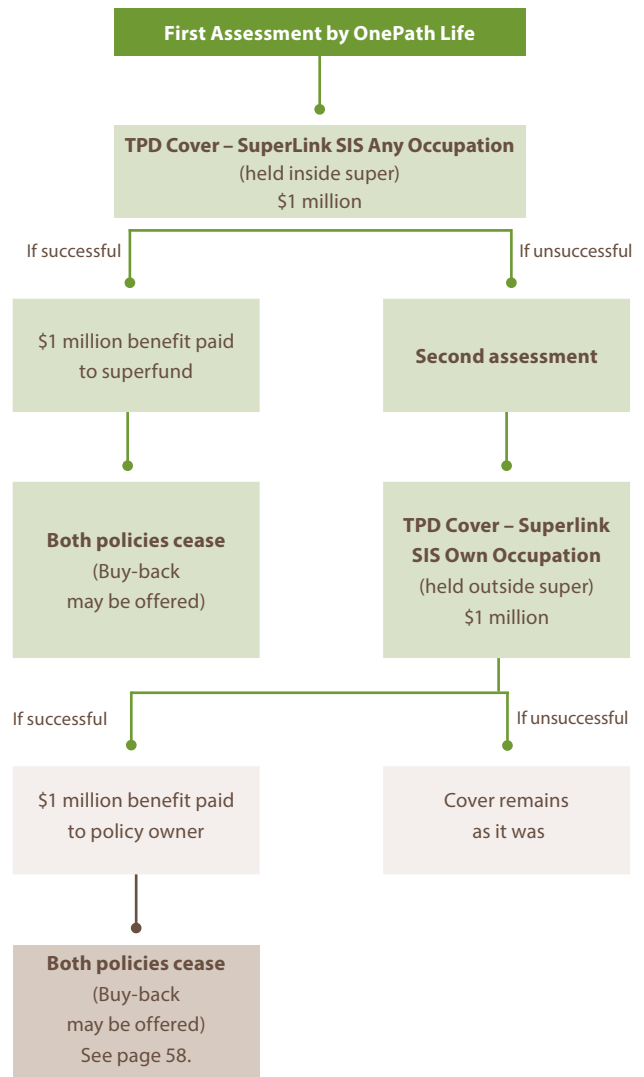 First Assessment by OnePath Life
TPD Cover – SuperLink SIS Any Occupation
(held inside super)
$1 million
If successful
If unsuccessful
$1 million benefit paid
to superfund
Second assessment
Both policies cease
(Buy-back
may be offered)
TPD Cover – Superlink
SIS Own Occupation
(held outside super)
$1 million
If successful
If unsuccessful
$1 million benefit paid
to policy owner
Cover remains
as it was
Both policies cease
(Buy-back
may be offered)
See page 58.